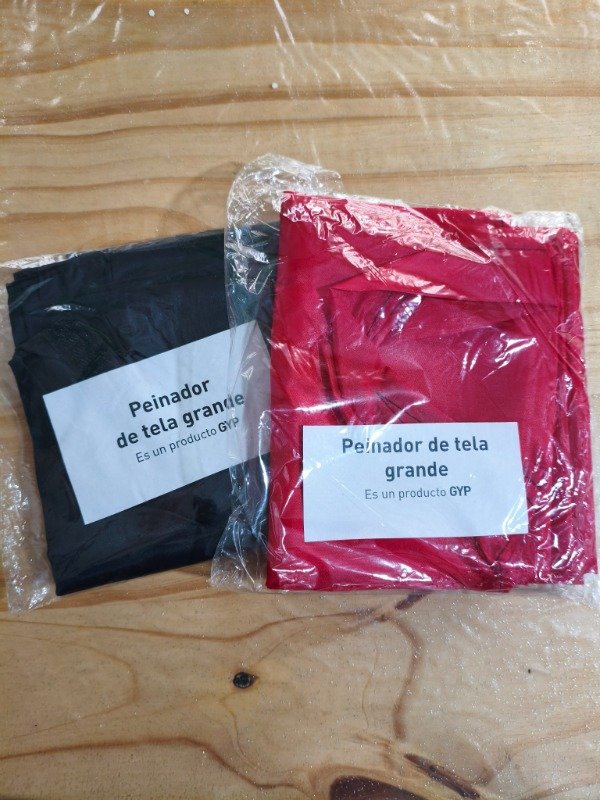 Peinador
de tela grande
Es un producto GYP
Peinador de tela
grande
Es un producto GYP